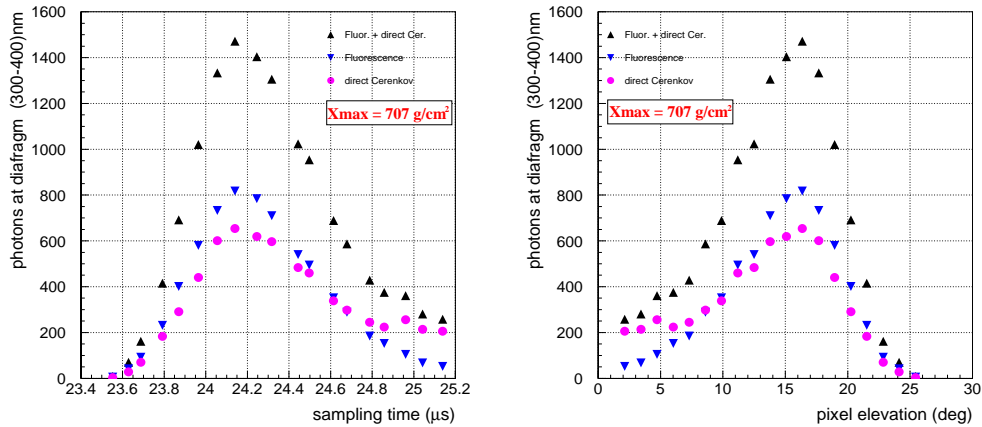 photons at diafragm (300-400)nm
1600
1400
1200
1000
800
600
400
200
0
Fluor. + direct Cer.
Fluorescence
direct Cerenkov
Xmax = 707 g/cm²
23.4 23.6 23.8 24 24.2 24.4 24.6 24.8 25 25.2
sampling time (μs)
photons at diafragm (300-400)nm
1600
1400
1200
1000
800
600
400
200
0
Fluor. + direct Cer.
Fluorescence
direct Cerenkov
Xmax = 707 g/cm²
0 5 10 15 20 25 30
pixel elevation (deg)